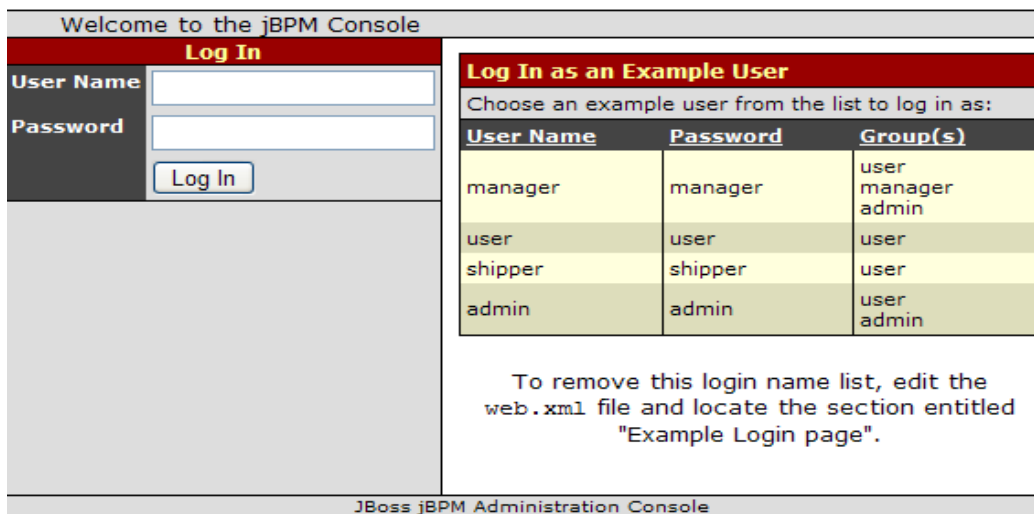 Welcome to the jBPM Console
Log In
User Name
Password
Log In
Log In as an Example User
Choose an example user from the list to log in as:
User Name Password Group(s)
manager manager user
manager
admin
user user user
shipper shipper user
admin admin user
admin
To remove this login name list, edit the
web.xml file and locate the section entitled
"Example Login page".
JBoss jBPM Administration Console